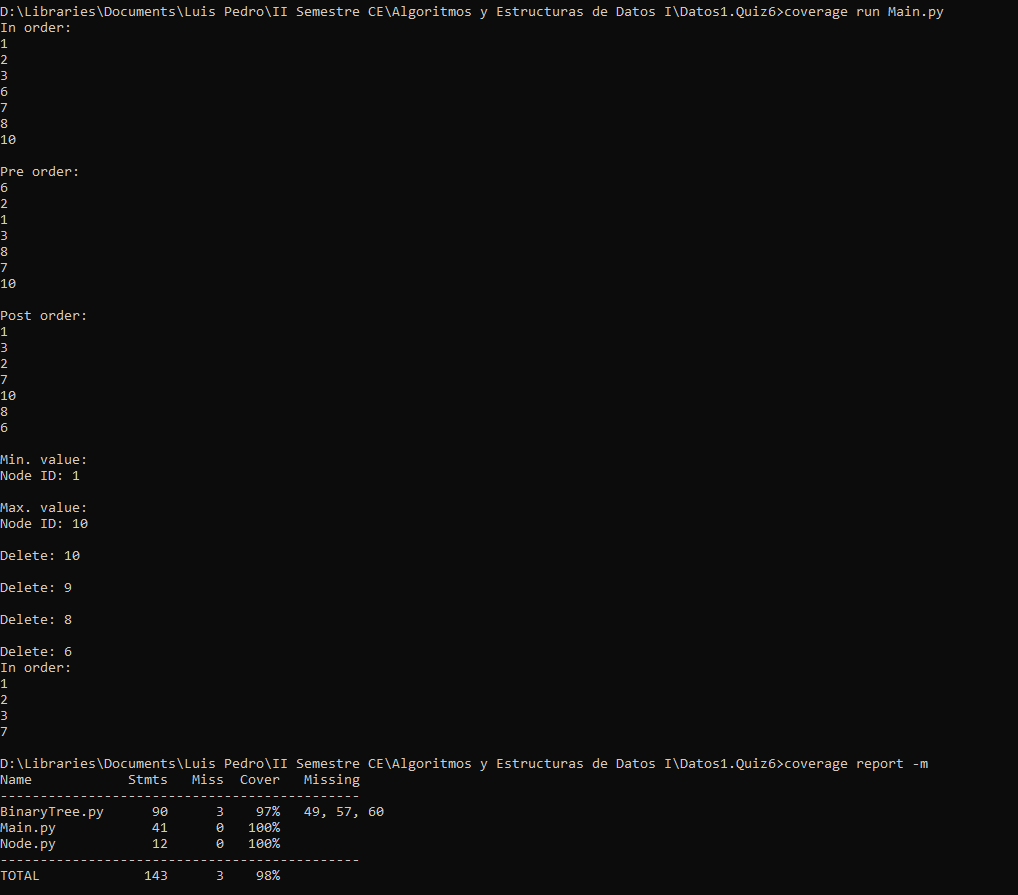 D:\Libraries\Documents\Luis Pedro\II Semestre CE\Algoritmos y Estructuras de Datos I\Datos1.Quiz6>coverage run Main.py
In order:
1
2
3
6
7
8
10

Pre order:
6
2
1
3
8
7
10

Post order:
1
3
2
7
10
8
6

Min. value:
Node ID: 1

Max. value:
Node ID: 10

Delete: 10

Delete: 9

Delete: 8

Delete: 6
In order:
1
2
3
7

D:\Libraries\Documents\Luis Pedro\II Semestre CE\Algoritmos y Estructuras de Datos I\Datos1.Quiz6>coverage report -m
Name            Stmts   Miss  Cover   Missing
---------------------------------------------
BinaryTree.py      90      3    97%   49, 57, 60
Main.py            41      0   100%
Node.py            12      0   100%
---------------------------------------------
TOTAL             143      3    98%